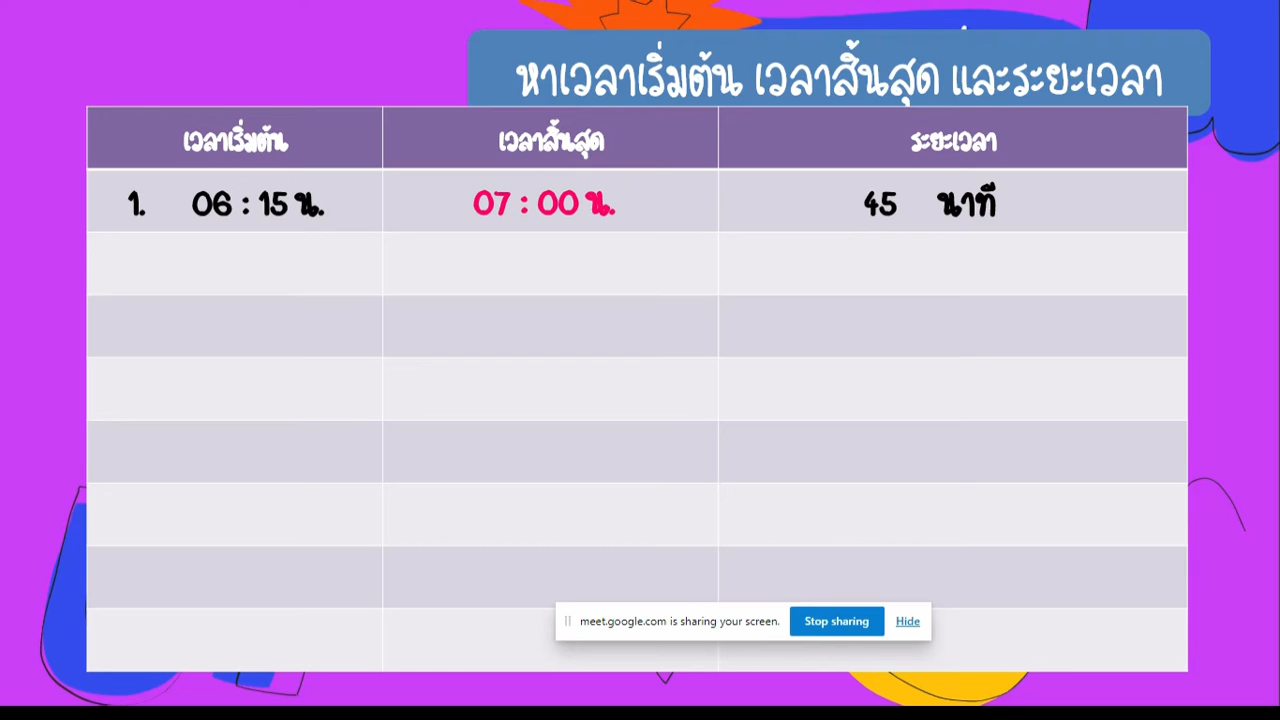 หาเวลาเริ่มต้น เวลาสิ้นสุด และระยะเวลา
เวลาเริ่มต้น เวลาสิ้นสุด ระยะเวลา
1. 06 : 15 น. 07 : 00 น. 45 นาที
meet.google.com is sharing your screen. Stop sharing Hide